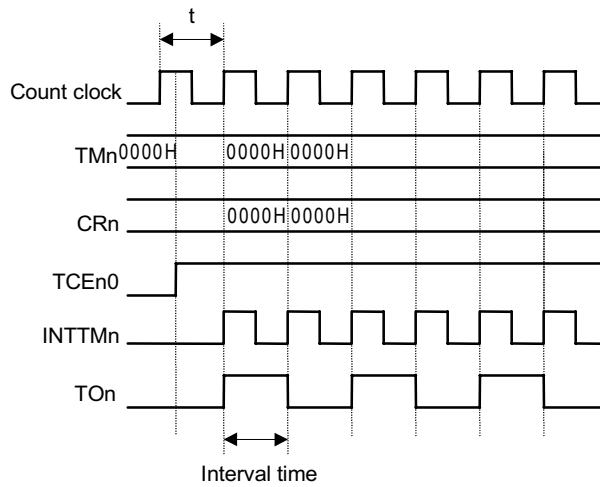 t
Count clock
TMn 0000H 0000H 0000H
CRn 0000H 0000H
TCEn0
INTTMn
TOn
Interval time